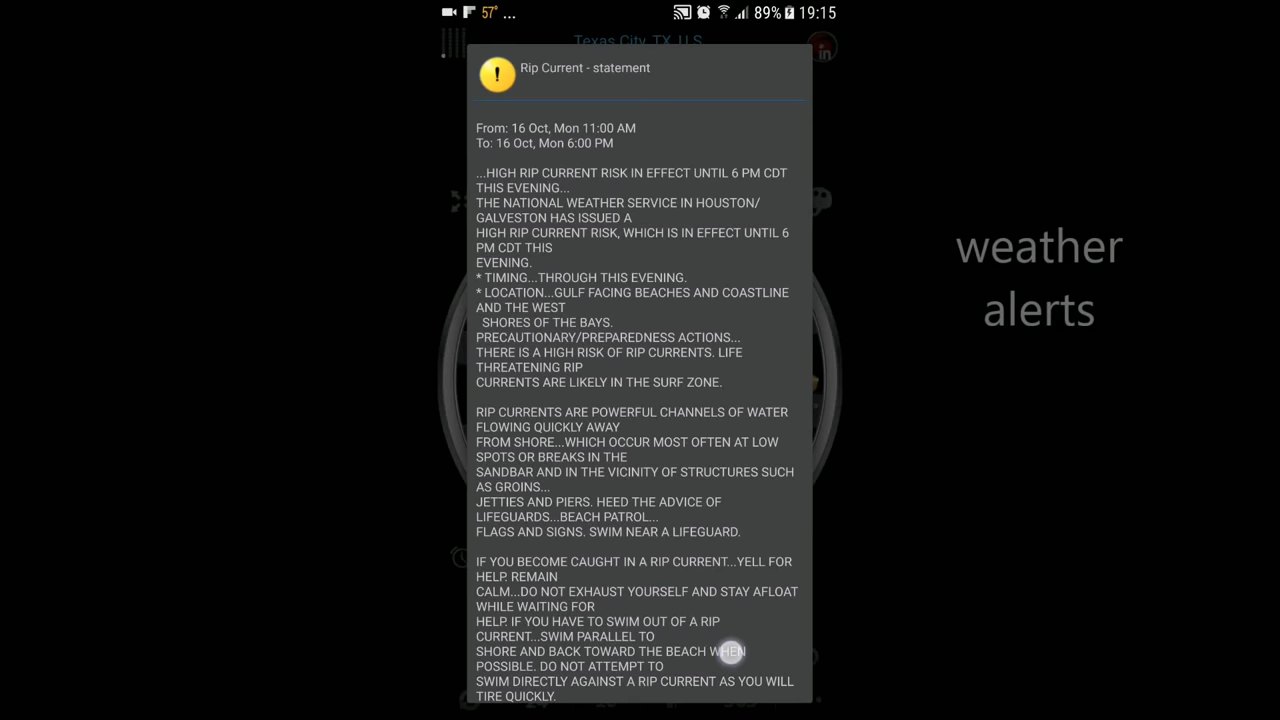 57° ...
89% 19:15
Texas City, TX, U.S.
in
Rip Current - statement
From: 16 Oct, Mon 11:00 AM
To: 16 Oct, Mon 6:00 PM
...HIGH RIP CURRENT RISK IN EFFECT UNTIL 6 PM CDT
THIS EVENING...
THE NATIONAL WEATHER SERVICE IN HOUSTON/
GALVESTON HAS ISSUED A
HIGH RIP CURRENT RISK, WHICH IS IN EFFECT UNTIL 6
PM CDT THIS
EVENING.
* TIMING...THROUGH THIS EVENING.
* LOCATION...GULF FACING BEACHES AND COASTLINE
AND THE WEST
SHORES OF THE BAYS.
PRECAUTIONARY/PREPAREDNESS ACTIONS...
THERE IS A HIGH RISK OF RIP CURRENTS. LIFE
THREATENING RIP
CURRENTS ARE LIKELY IN THE SURF ZONE.
RIP CURRENTS ARE POWERFUL CHANNELS OF WATER
FLOWING QUICKLY AWAY
FROM SHORE...WHICH OCCUR MOST OFTEN AT LOW
SPOTS OR BREAKS IN THE
SANDBAR AND IN THE VICINITY OF STRUCTURES SUCH
AS GROINS...
JETTIES AND PIERS. HEED THE ADVICE OF
LIFEGUARDS...BEACH PATROL...
FLAGS AND SIGNS. SWIM NEAR A LIFEGUARD.
IF YOU BECOME CAUGHT IN A RIP CURRENT...YELL FOR
HELP. REMAIN
CALM...DO NOT EXHAUST YOURSELF AND STAY AFLOAT
WHILE WAITING FOR
HELP. IF YOU HAVE TO SWIM OUT OF A RIP
CURRENT...SWIM PARALLEL TO
SHORE AND BACK TOWARD THE BEACH WHEN
POSSIBLE. DO NOT ATTEMPT TO
SWIM DIRECTLY AGAINST A RIP CURRENT AS YOU WILL
TIRE QUICKLY.
weather
alerts